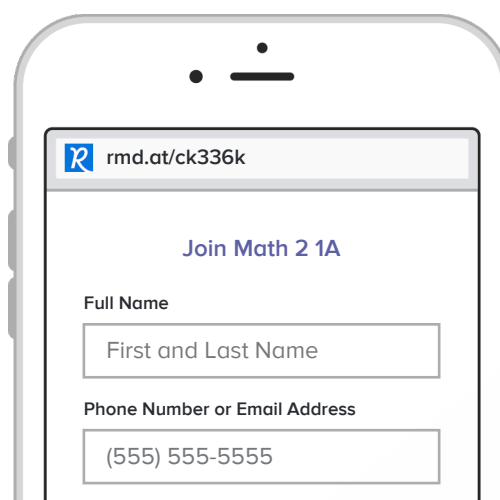 rmd.at/ck336k
Join Math 2 1A
Full Name
First and Last Name
Phone Number or Email Address
(555) 555-5555